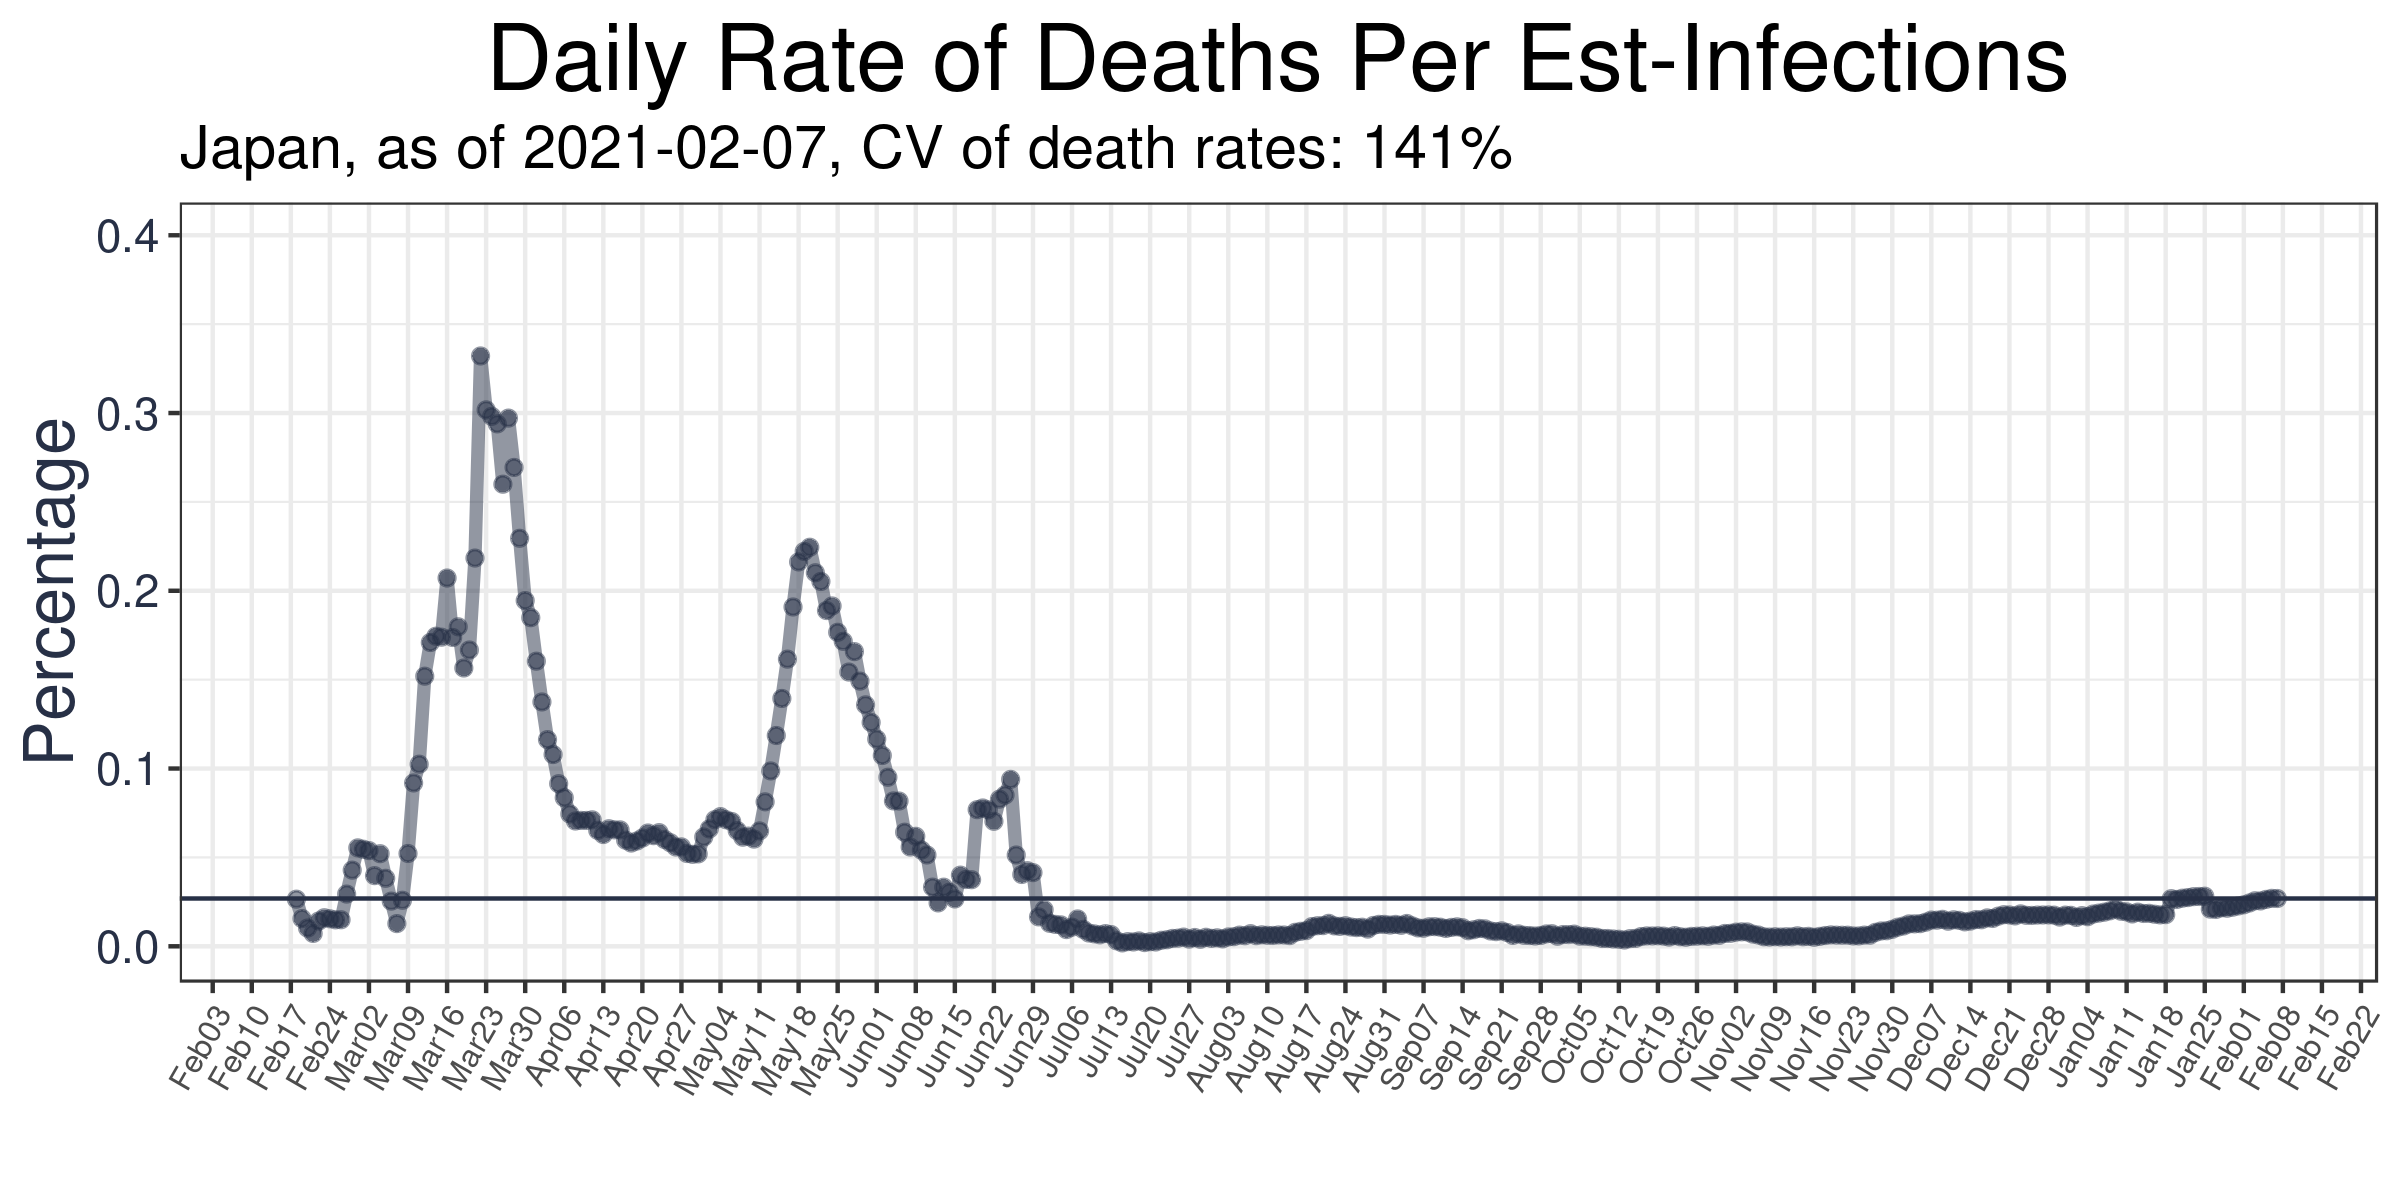 Daily Rate of Deaths Per Est-Infections
Japan, as of 2021-02-07, CV of death rates: 141%
Percentage
0.4
0.3
0.2
0.1
0.0
Feb03
Feb10
Feb17
Feb24
Mar02
Mar09
Mar16
Mar23
Mar30
Apr06
Apr13
Apr20
Apr27
May04
May11
May18
May25
Jun01
Jun08
Jun15
Jun22
Jun29
Jul06
Jul13
Jul20
Jul27
Aug03
Aug10
Aug17
Aug24
Aug31
Sep07
Sep14
Sep21
Sep28
Oct05
Oct12
Oct19
Oct26
Nov02
Nov09
Nov16
Nov23
Nov30
Dec07
Dec14
Dec21
Dec28
Jan04
Jan11
Jan18
Jan25
Feb01
Feb08
Feb15
Feb22